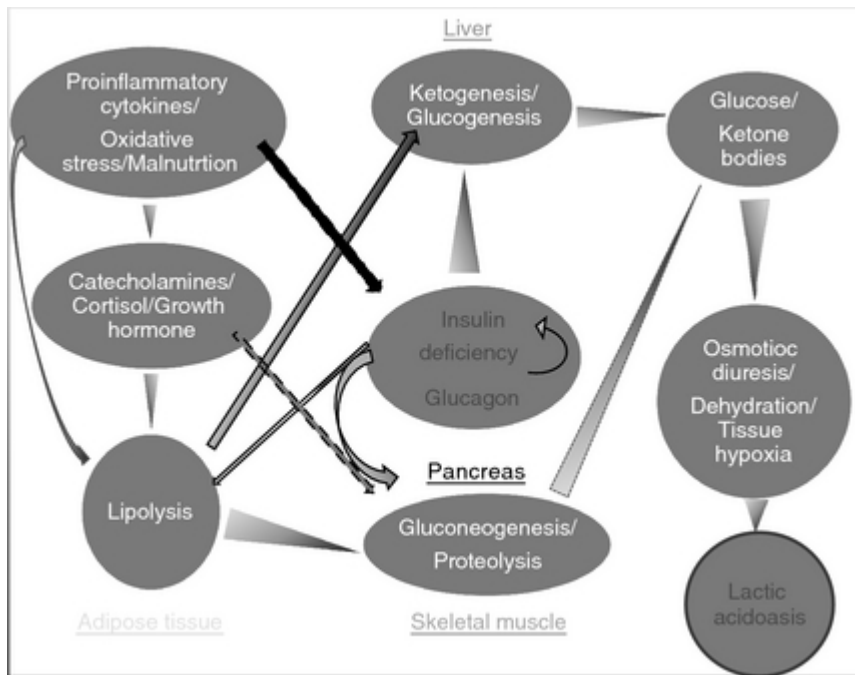 Liver
Proinflammatory
cytokines/
Oxidative
stress/Malnutrtion
Ketogenesis/
Glucogenesis
Glucose/
Ketone
bodies
Catecholamines/
Cortisol/Growth
hormone
Insulin
deficiency
Glucagon
Osmotioc
diuresis/
Dehydration/
Tissue
hypoxia
Pancreas
Lipolysis
Gluconeogenesis/
Proteolysis
Lactic
acidoasis
Adipose tissue
Skeletal muscle